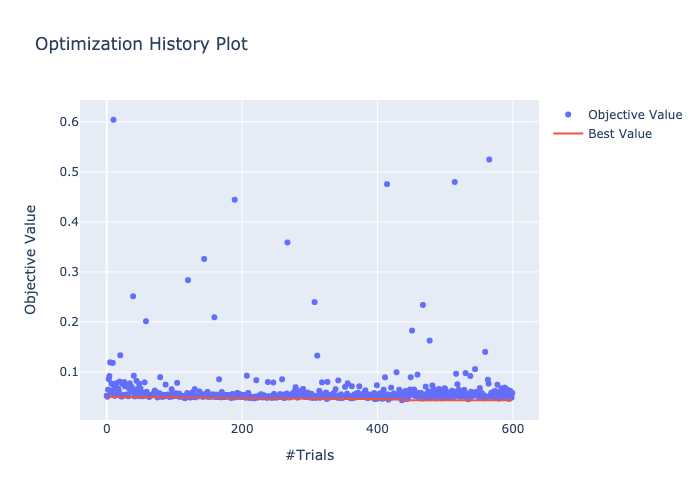 Optimization History Plot
Objective Value
Best Value
0.6
0.5
0.4
0.3
0.2
0.1
Objective Value
0
200
400
600
#Trials